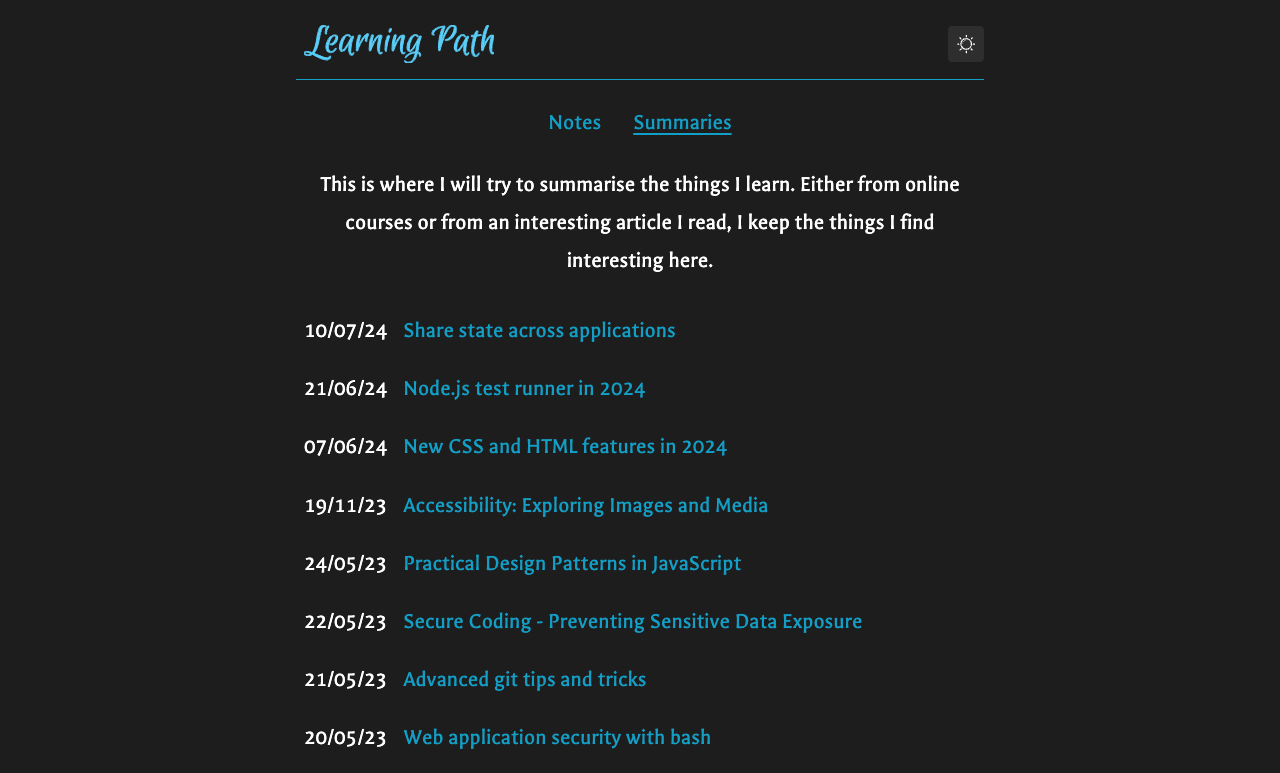 Learning Path
Notes Summaries
This is where I will try to summarise the things I learn. Either from online
courses or from an interesting article I read, I keep the things I find
interesting here.
10/07/24 Share state across applications
21/06/24 Node.js test runner in 2024
07/06/24 New CSS and HTML features in 2024
19/11/23 Accessibility: Exploring Images and Media
24/05/23 Practical Design Patterns in JavaScript
22/05/23 Secure Coding - Preventing Sensitive Data Exposure
21/05/23 Advanced git tips and tricks
20/05/23 Web application security with bash